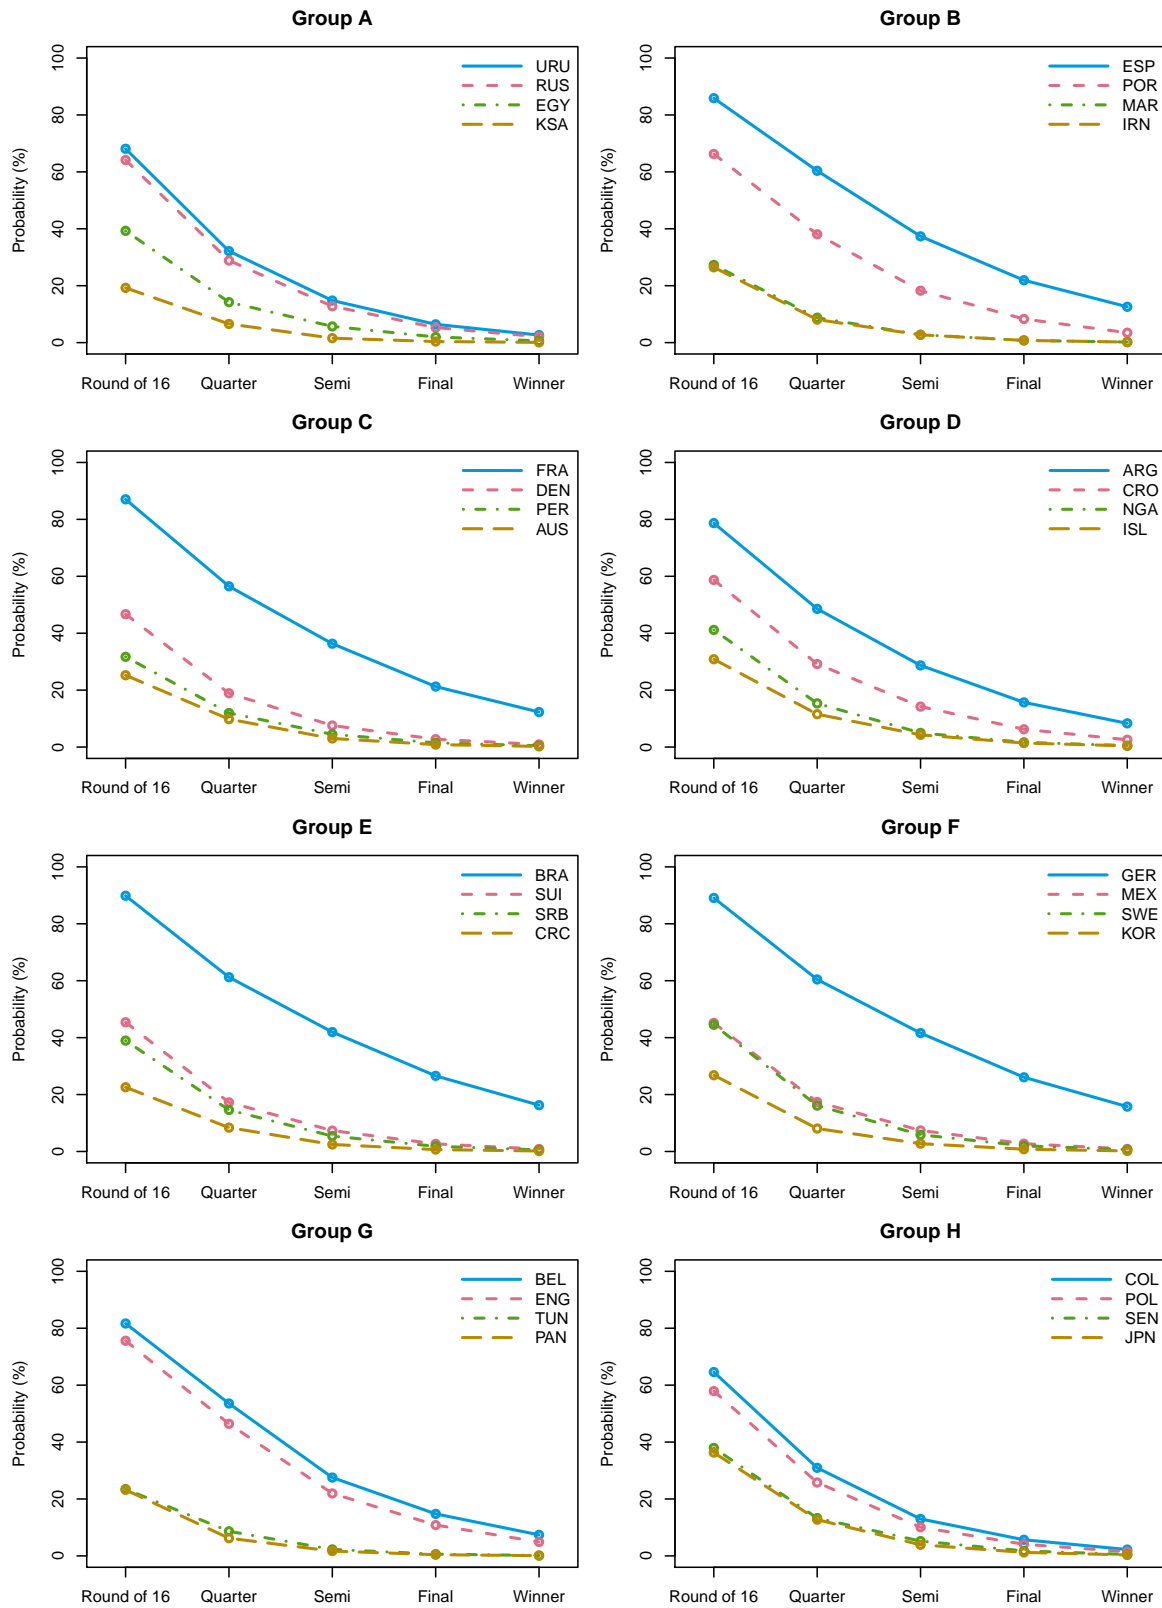 Group A
Probability (%)
100
80
60
40
20
0
URU
RUS
EGY
KSA
Round of 16 Quarter Semi Final Winner
Group B
Probability (%)
100
80
60
40
20
0
ESP
POR
MAR
IRN
Round of 16 Quarter Semi Final Winner
Group C
Probability (%)
100
80
60
40
20
0
FRA
DEN
PER
AUS
Round of 16 Quarter Semi Final Winner
Group D
Probability (%)
100
80
60
40
20
0
ARG
CRO
NGA
ISL
Round of 16 Quarter Semi Final Winner
Group E
Probability (%)
100
80
60
40
20
0
BRA
SUI
SRB
CRC
Round of 16 Quarter Semi Final Winner
Group F
Probability (%)
100
80
60
40
20
0
GER
MEX
SWE
KOR
Round of 16 Quarter Semi Final Winner
Group G
Probability (%)
100
80
60
40
20
0
BEL
ENG
TUN
PAN
Round of 16 Quarter Semi Final Winner
Group H
Probability (%)
100
80
60
40
20
0
COL
POL
SEN
JPN
Round of 16 Quarter Semi Final Winner